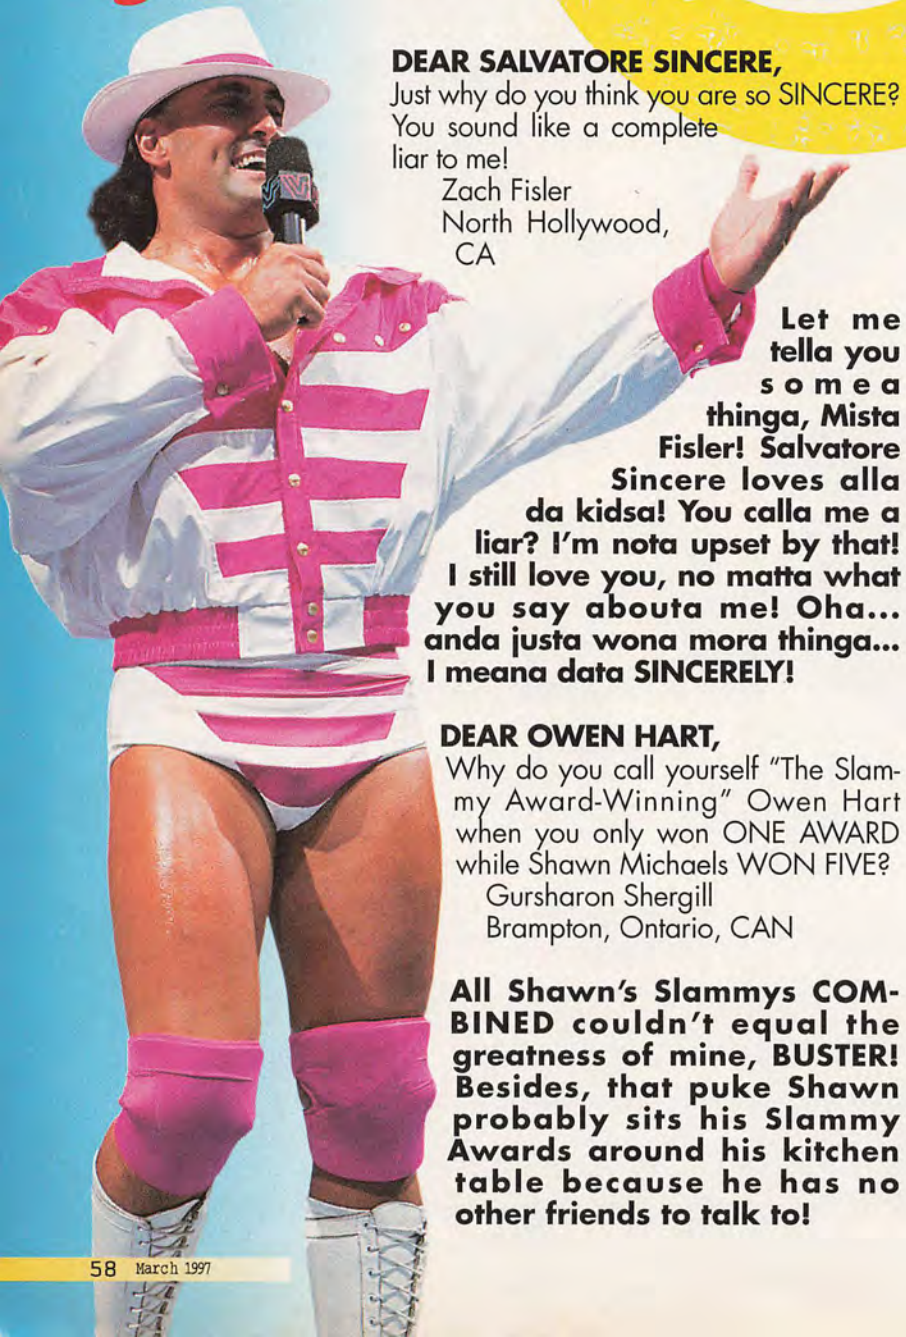 DEAR SALVATORE SINCERE,
Just why do you think you are so SINCERE?
You sound like a complete
liar to me!
Zach Fisler
North Hollywood,
CA
Let me
tella you
somea
thinga, Mista
Fisler! Salvatore
Sincere loves alla
da kidsa! You calla me a
liar? I'm nota upset by that!
I still love you, no matta what
you say abouta me! Oha...
anda justa wona mora thinga...
I meana data SINCERELY!
DEAR OWEN HART,
Why do you call yourself "The Slam-
my Award-Winning" Owen Hart
when you only won ONE AWARD
while Shawn Michaels WON FIVE?
Gursharon Shergill
Brampton, Ontario, CAN
All Shawn's Slammys COM-
BINED couldn't equal the
greatness of mine, BUSTER!
Besides, that puke Shawn
probably sits his Slammy
Awards around his kitchen
table because he has no
other friends to talk to!
58 March 1997